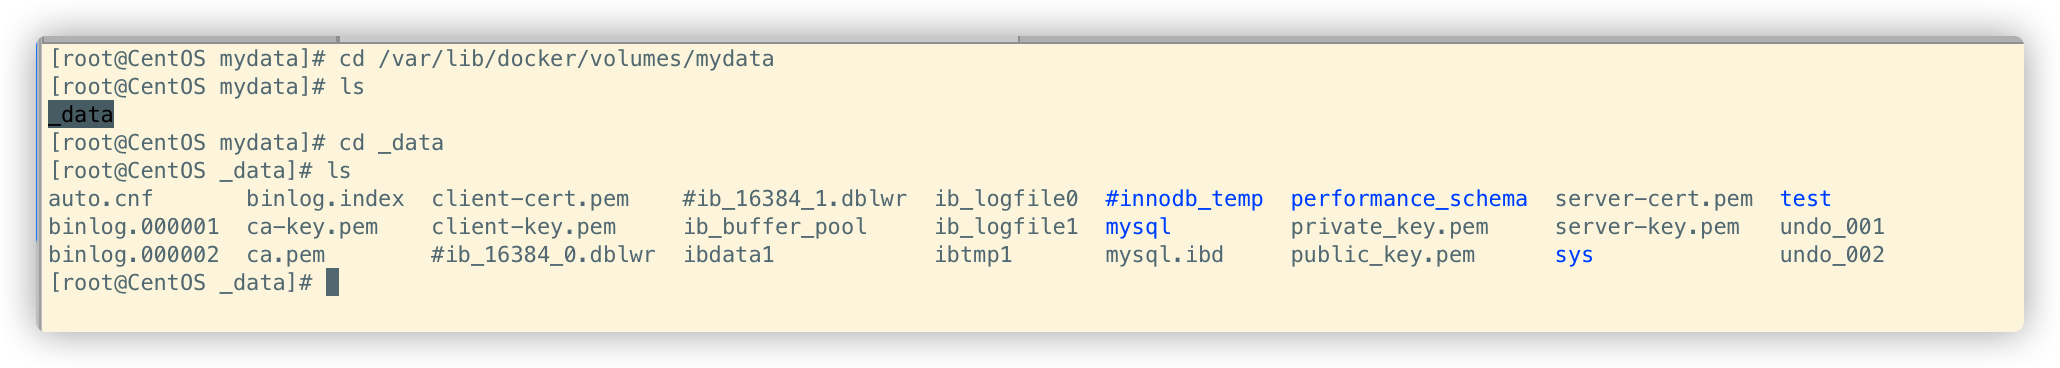 [root@CentOS mydata]# cd /var/lib/docker/volumes/mydata
[root@CentOS mydata]# ls
_data
[root@CentOS mydata]# cd _data
[root@CentOS _data]# ls
auto.cnf       binlog.index  client-cert.pem    #ib_16384_1.dblwr  ib_logfile0  #innodb_temp  performance_schema  server-cert.pem  test
binlog.000001  ca-key.pem    client-key.pem     ib_buffer_pool     ib_logfile1  mysql         private_key.pem     server-key.pem   undo_001
binlog.000002  ca.pem        #ib_16384_0.dblwr  ibdata1            ibtmp1       mysql.ibd     public_key.pem      sys              undo_002
[root@CentOS _data]#